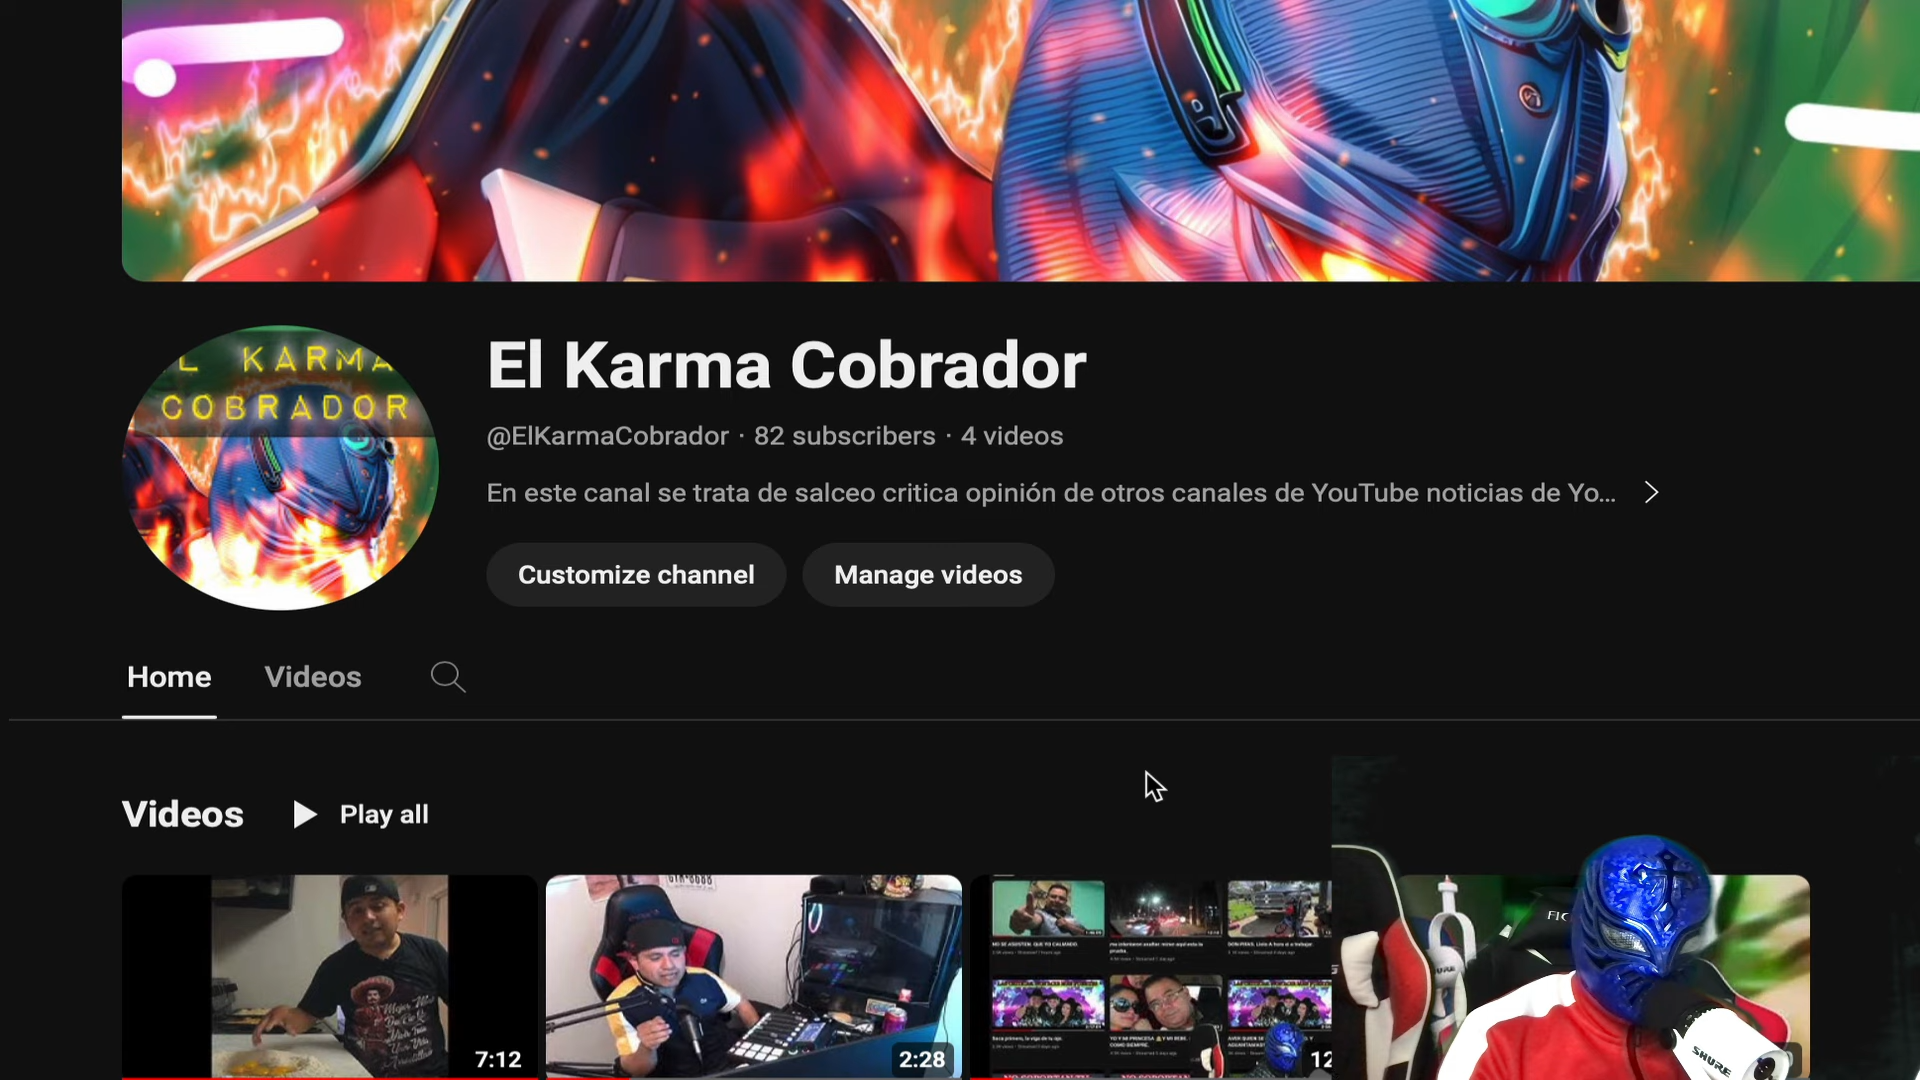 L KARMA
COBRADOR
El Karma Cobrador
@ElKarmaCobrador · 82 subscribers · 4 videos
En este canal se trata de salceo critica opinión de otros canales de YouTube noticias de Yo...
Customize channel
Manage videos
Home
Videos
Videos
Play all
7:12
2:28
12
SHURE